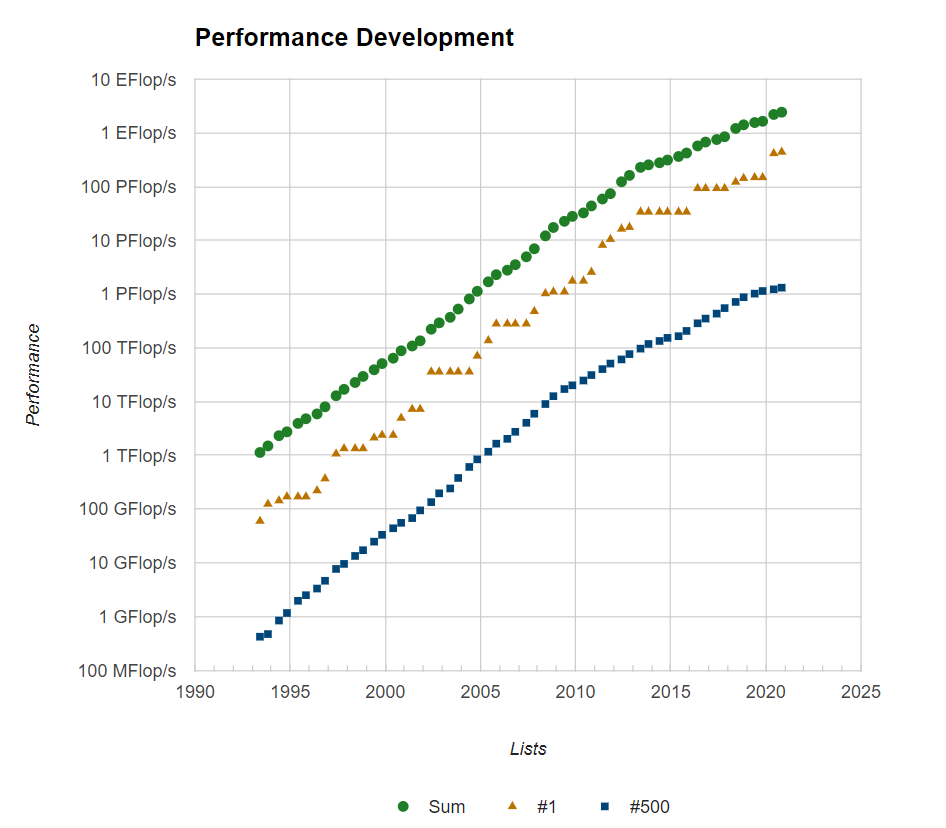 Performance Development
10 EFlop/s
1 EFlop/s
100 PFlop/s
10 PFlop/s
1 PFlop/s
100 TFlop/s
10 TFlop/s
1 TFlop/s
100 GFlop/s
10 GFlop/s
1 GFlop/s
100 MFlop/s
Performance
1990 1995 2000 2005 2010 2015 2020 2025
Lists
Sum #1 #500